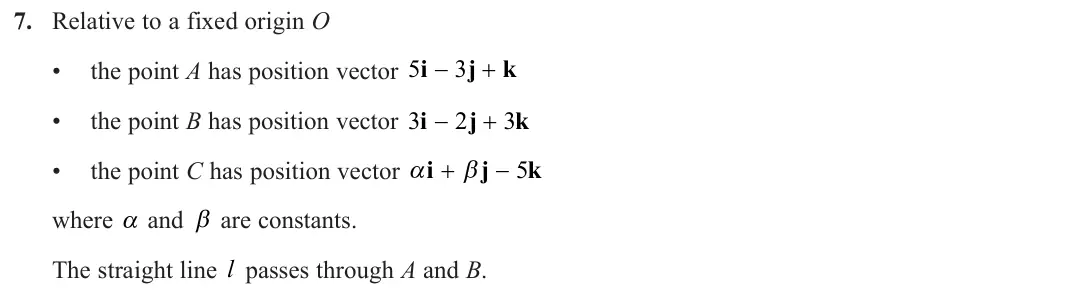 7. Relative to a fixed origin O
• the point A has position vector 5i – 3j + k
• the point B has position vector 3i – 2j + 3k
• the point C has position vector αi + βj – 5k
where α and β are constants.
The straight line l passes through A and B.